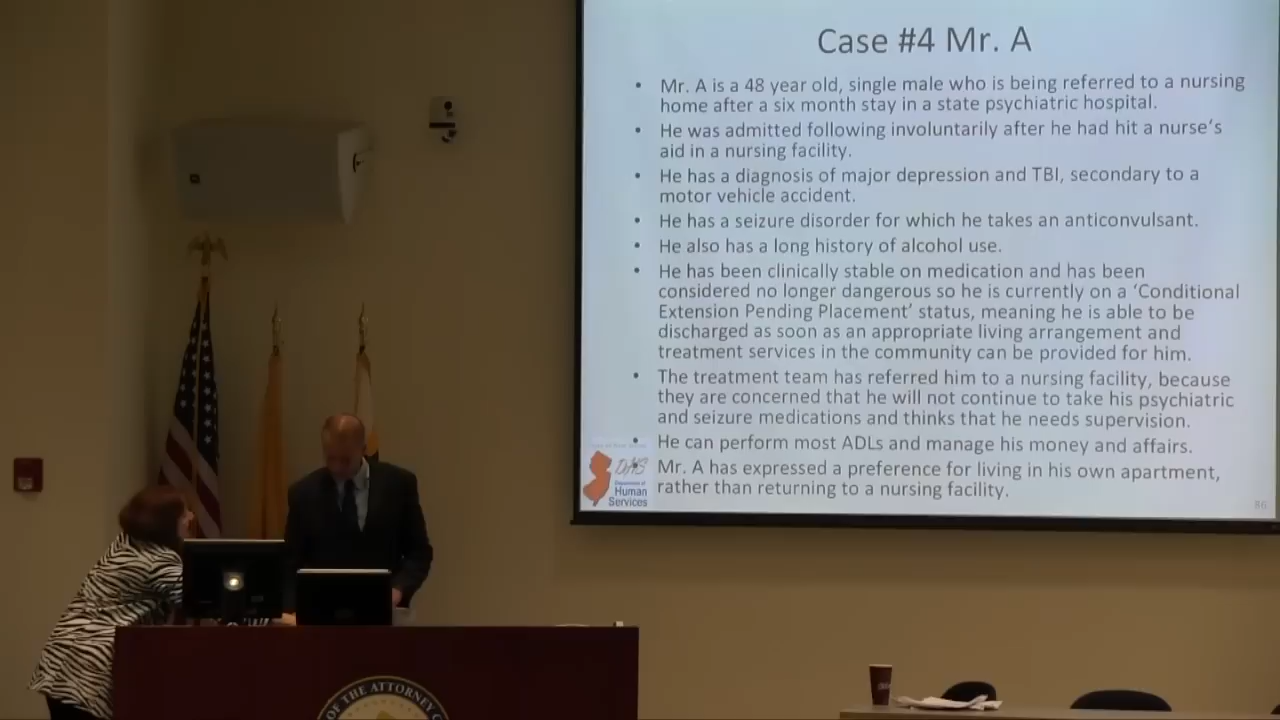 Case #4 Mr. A
• Mr. A is a 48 year old, single male who is being referred to a nursing
home after a six month stay in a state psychiatric hospital.
• He was admitted following involuntarily after he had hit a nurse's
aid in a nursing facility.
• He has a diagnosis of major depression and TBI, secondary to a
motor vehicle accident.
• He has a seizure disorder for which he takes an anticonvulsant.
• He also has a long history of alcohol use.
• He has been clinically stable on medication and has been
considered no longer dangerous so he is currently on a 'Conditional
Extension Pending Placement' status, meaning he is able to be
discharged as soon as an appropriate living arrangement and
treatment services in the community can be provided for him.
• The treatment team has referred him to a nursing facility, because
they are concerned that he will not continue to take his psychiatric
and seizure medications and thinks that he needs supervision.
• He can perform most ADLs and manage his money and affairs.
• Mr. A has expressed a preference for living in his own apartment,
rather than returning to a nursing facility.
Department of
Human
Services
86
OF THE ATTORNEY